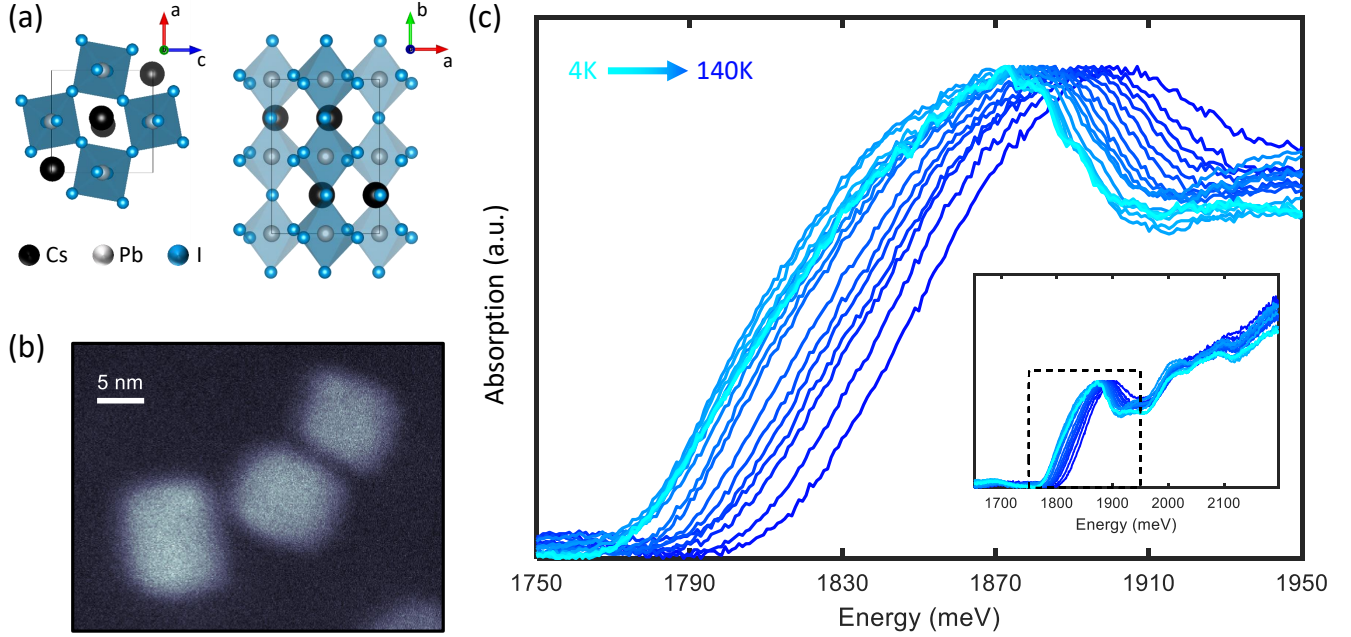 (a)
a
c
b
a
Cs Pb I
(b)
5 nm
(c)
4K 140K
Absorption (a.u.)
1750 1790 1830 1870 1910 1950
Energy (meV)
1700 1800 1900 2000 2100
Energy (meV)